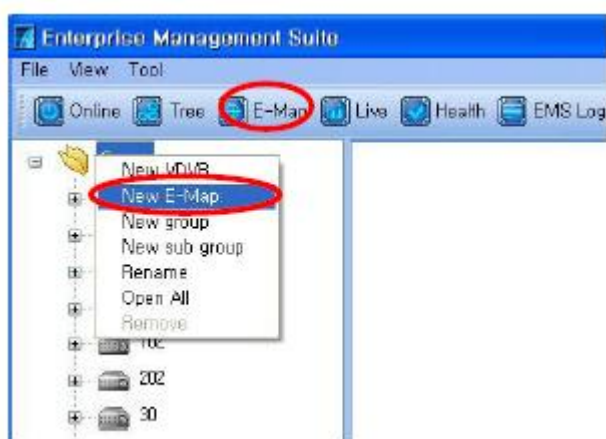 Enterprise Management Suite
File View Tool
Online Tree E-Map Live Health EMS Log
New VDVR
New E-Map
New group
New sub group
Rename
Open All
Remove
102
202
30